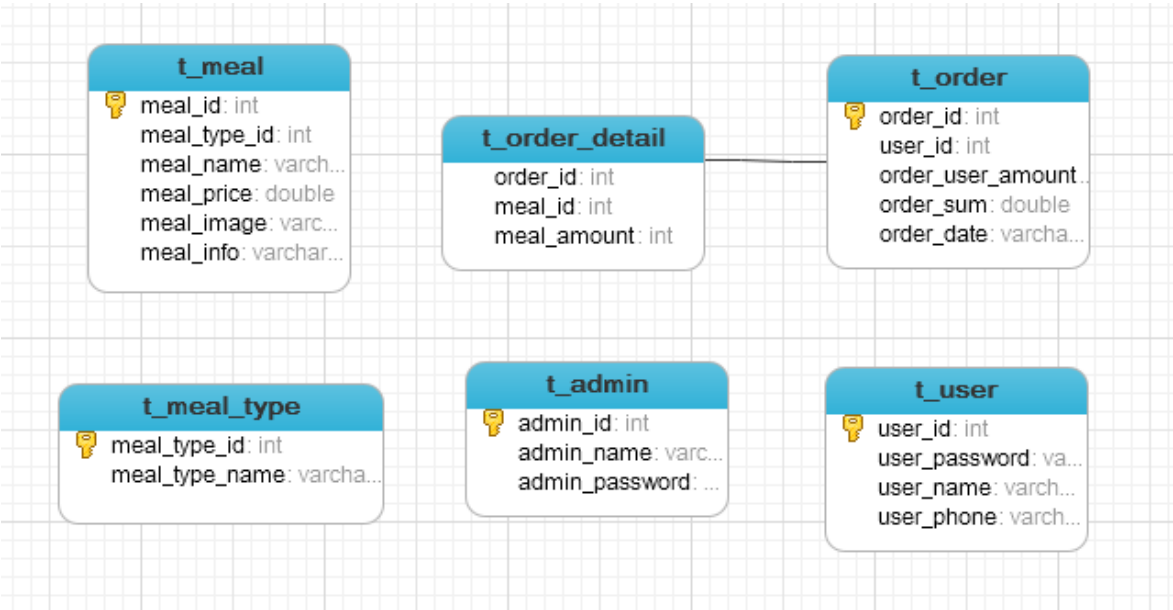 t_meal
meal_id: int
meal_type_id: int
meal_name: varch...
meal_price: double
meal_image: varc...
meal_info: varchar...
t_order_detail
order_id: int
meal_id: int
meal_amount: int
t_order
order_id: int
user_id: int
order_user_amount..
order_sum: double
order_date: varcha...
t_meal_type
meal_type_id: int
meal_type_name: varcha...
t_admin
admin_id: int
admin_name: varc...
admin_password: ...
t_user
user_id: int
user_password: va...
user_name: varch...
user_phone: varch...